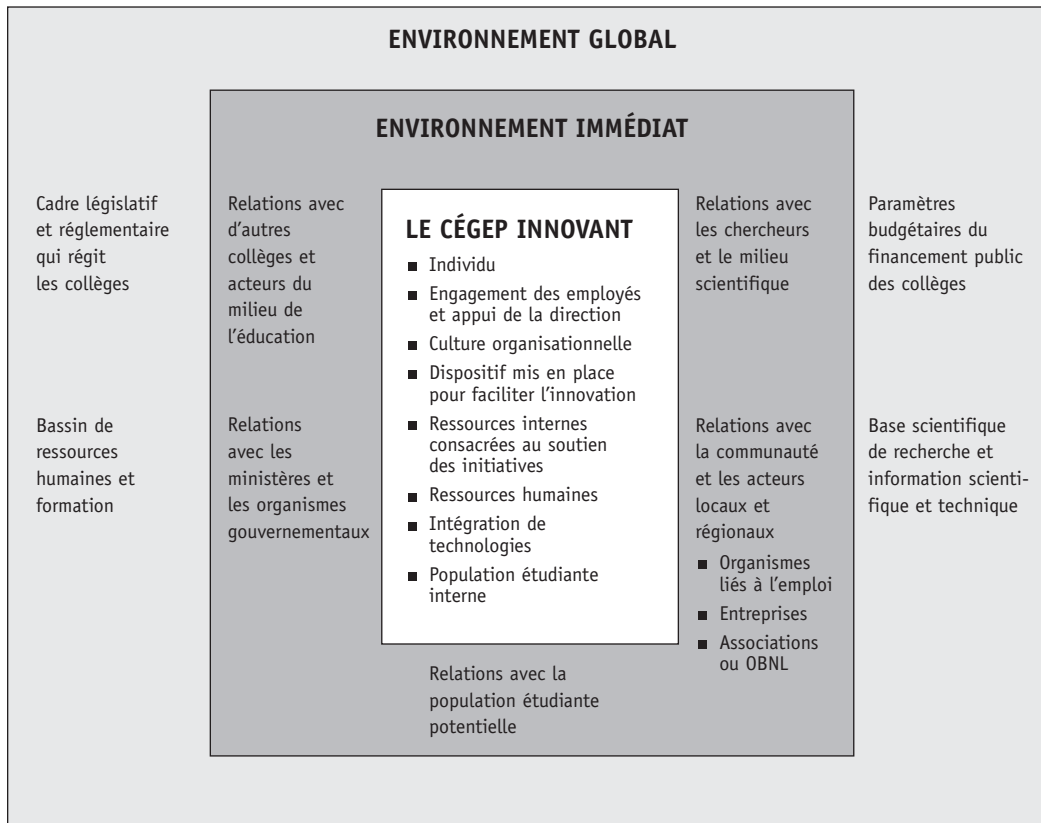 ENVIRONNEMENT GLOBAL
ENVIRONNEMENT IMMÉDIAT
Cadre législatif
et réglementaire
qui régit
les collèges
Bassin de
ressources
humaines et
formation
Relations avec
d'autres
collèges et
acteurs du
milieu de
l'éducation
Relations
avec les
ministères et
les organismes
gouvernementaux
LE CÉGEP INNOVANT
■ Individu
■ Engagement des employés
et appui de la direction
■ Culture organisationnelle
■ Dispositif mis en place
pour faciliter l'innovation
■ Ressources internes
consacrées au soutien
des initiatives
■ Ressources humaines
■ Intégration de
technologies
■ Population étudiante
interne
Relations avec la
population étudiante
potentielle
Relations avec
les chercheurs
et le milieu
scientifique
Relations avec
la communauté
et les acteurs
locaux et
régionaux
■ Organismes
liés à l'emploi
■ Entreprises
■ Associations
ou OBNL
Paramètres
budgétaires du
financement public
des collèges
Base scientifique
de recherche et
information scienti-
fique et technique